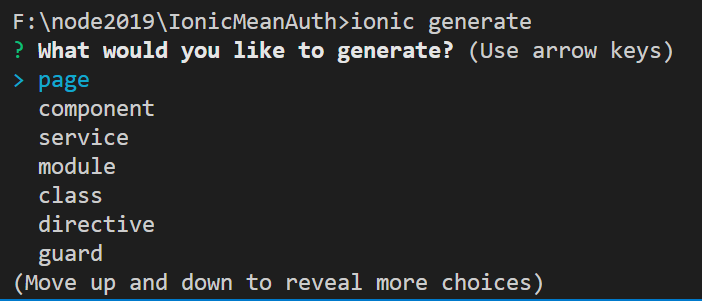 F:\node2019\IonicMeanAuth>ionic generate
? What would you like to generate? (Use arrow keys)
> page
component
service
module
class
directive
guard
(Move up and down to reveal more choices)